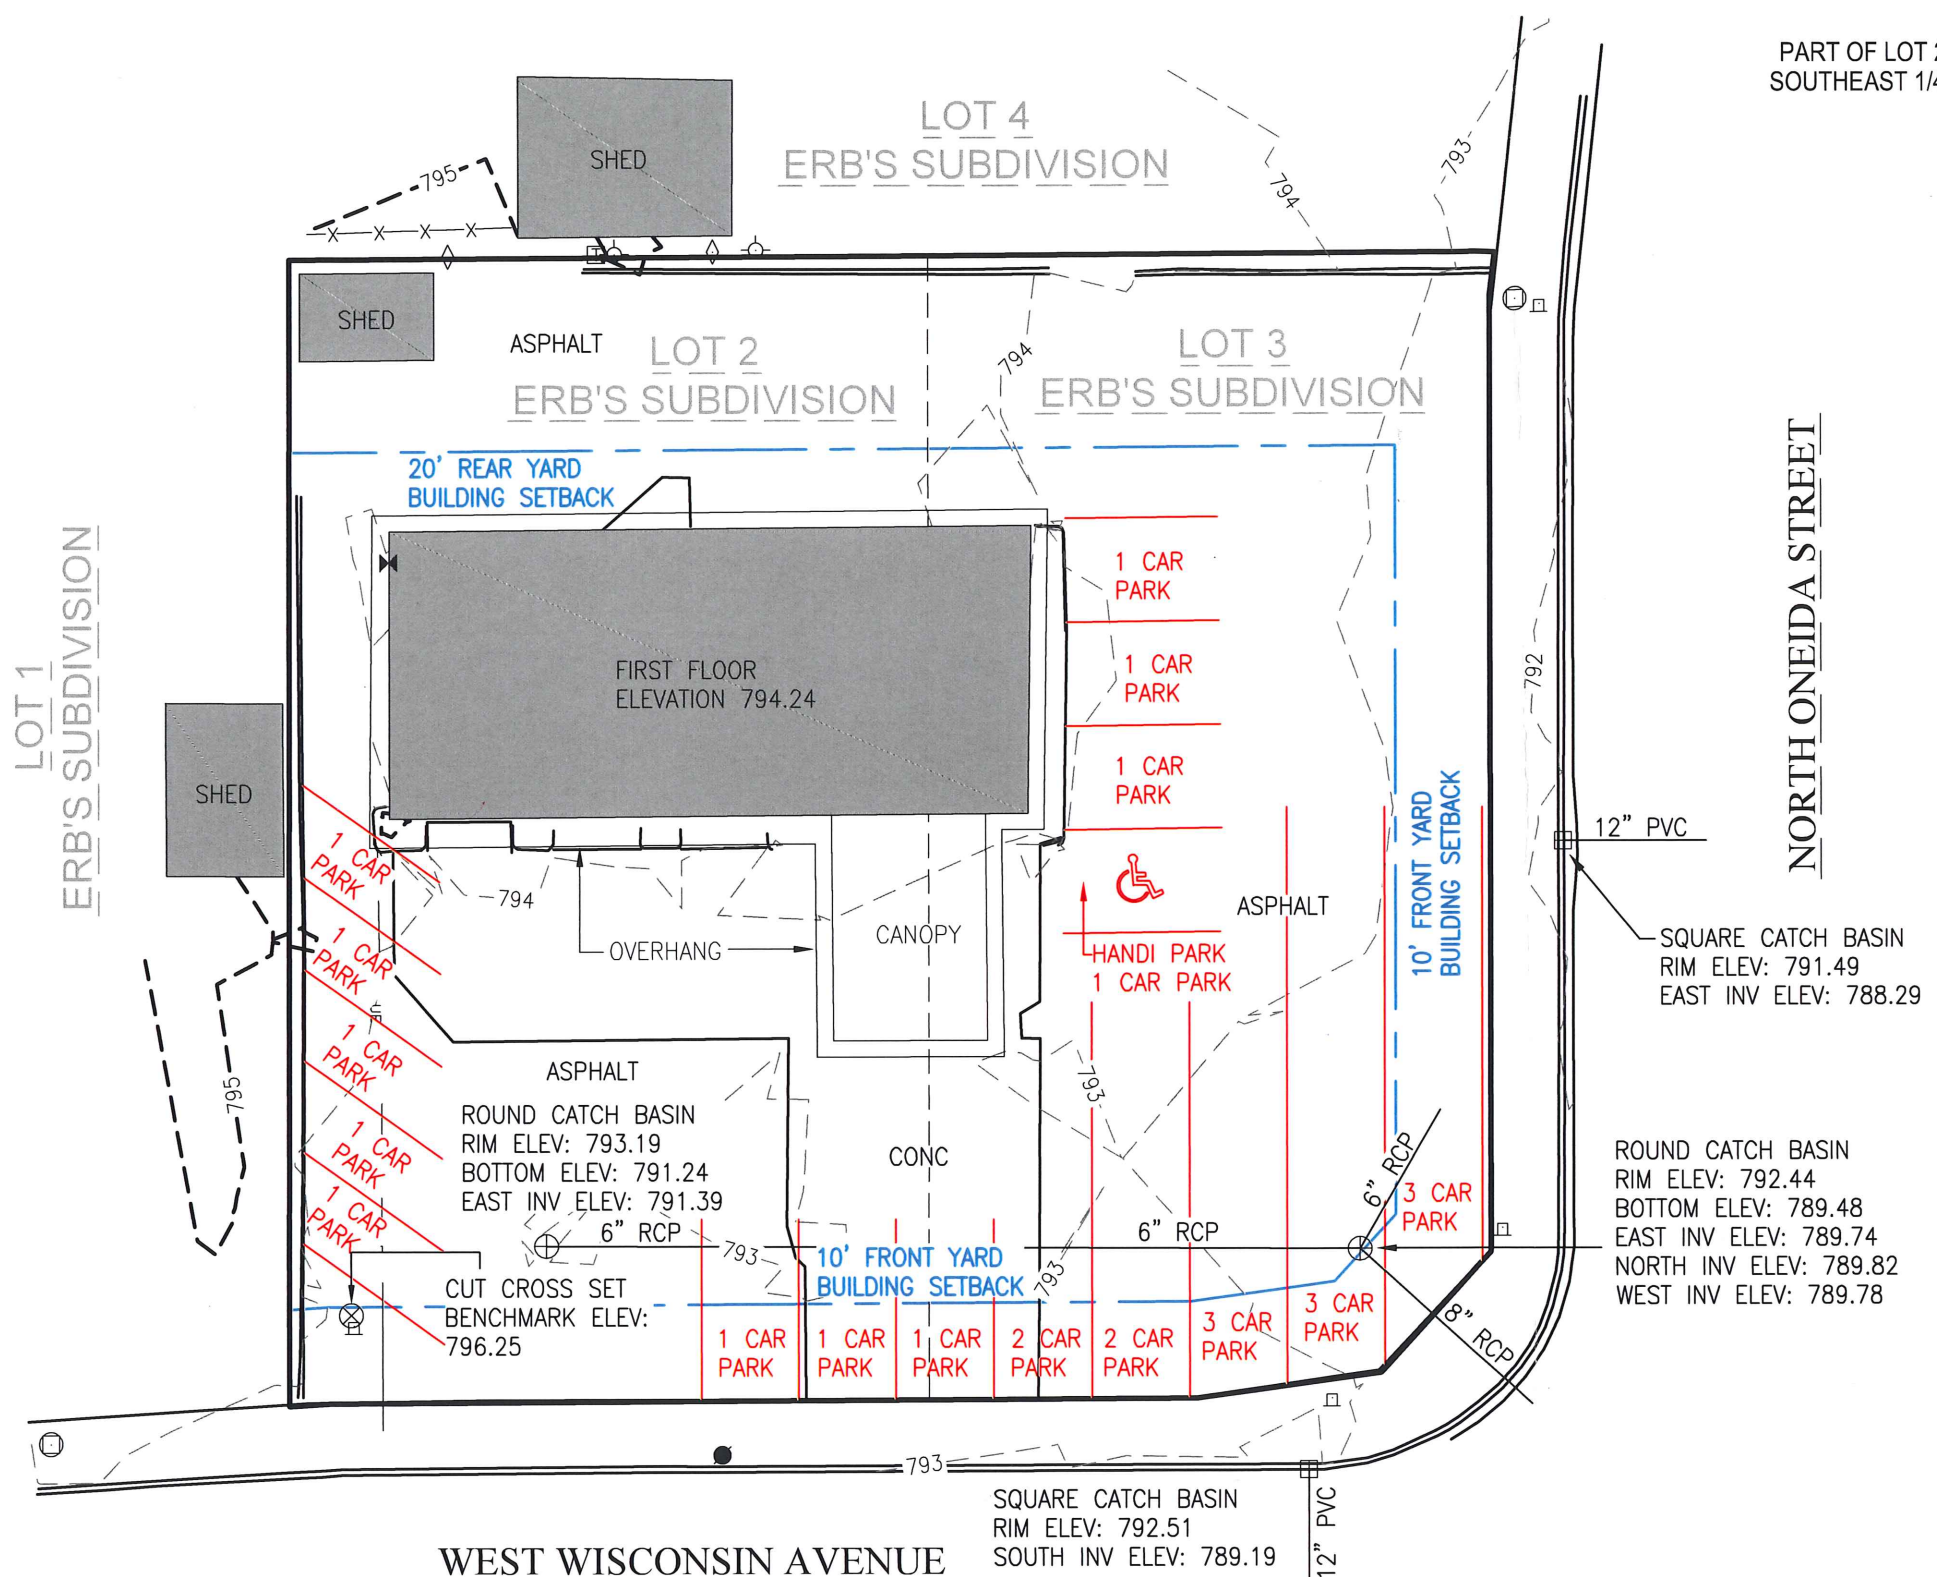 PART OF LOT 2
SOUTHEAST 1/4
LOT 4
ERB'S SUBDIVISION
SHED
795
793
794
SHED
ASPHALT
LOT 2
ERB'S SUBDIVISION
794
LOT 3
ERB'S SUBDIVISION
20' REAR YARD
BUILDING SETBACK
LOT 1
ERB'S SUBDIVISION
NORTH ONEIDA STREET
1 CAR
PARK
1 CAR
PARK
1 CAR
PARK
FIRST FLOOR
ELEVATION 794.24
792
SHED
10' FRONT YARD
BUILDING SETBACK
12" PVC
1 CAR
PARK
794
OVERHANG
CANOPY
ASPHALT
HANDI PARK
1 CAR PARK
SQUARE CATCH BASIN
RIM ELEV: 791.49
EAST INV ELEV: 788.29
1 CAR
PARK
1 CAR
PARK
1 CAR
PARK
1 CAR
PARK
795
ASPHALT
ROUND CATCH BASIN
RIM ELEV: 793.19
BOTTOM ELEV: 791.24
EAST INV ELEV: 791.39
793
CONC
6" RCP
6" RCP
6" RCP
3 CAR
PARK
ROUND CATCH BASIN
RIM ELEV: 792.44
BOTTOM ELEV: 789.48
EAST INV ELEV: 789.74
NORTH INV ELEV: 789.82
WEST INV ELEV: 789.78
793
10' FRONT YARD
BUILDING SETBACK
793
CUT CROSS SET
BENCHMARK ELEV:
796.25
1 CAR
PARK
1 CAR
PARK
1 CAR
PARK
2 CAR
PARK
2 CAR
PARK
3 CAR
PARK
3 CAR
PARK
8" RCP
793
SQUARE CATCH BASIN
RIM ELEV: 792.51
SOUTH INV ELEV: 789.19
12" PVC
WEST WISCONSIN AVENUE